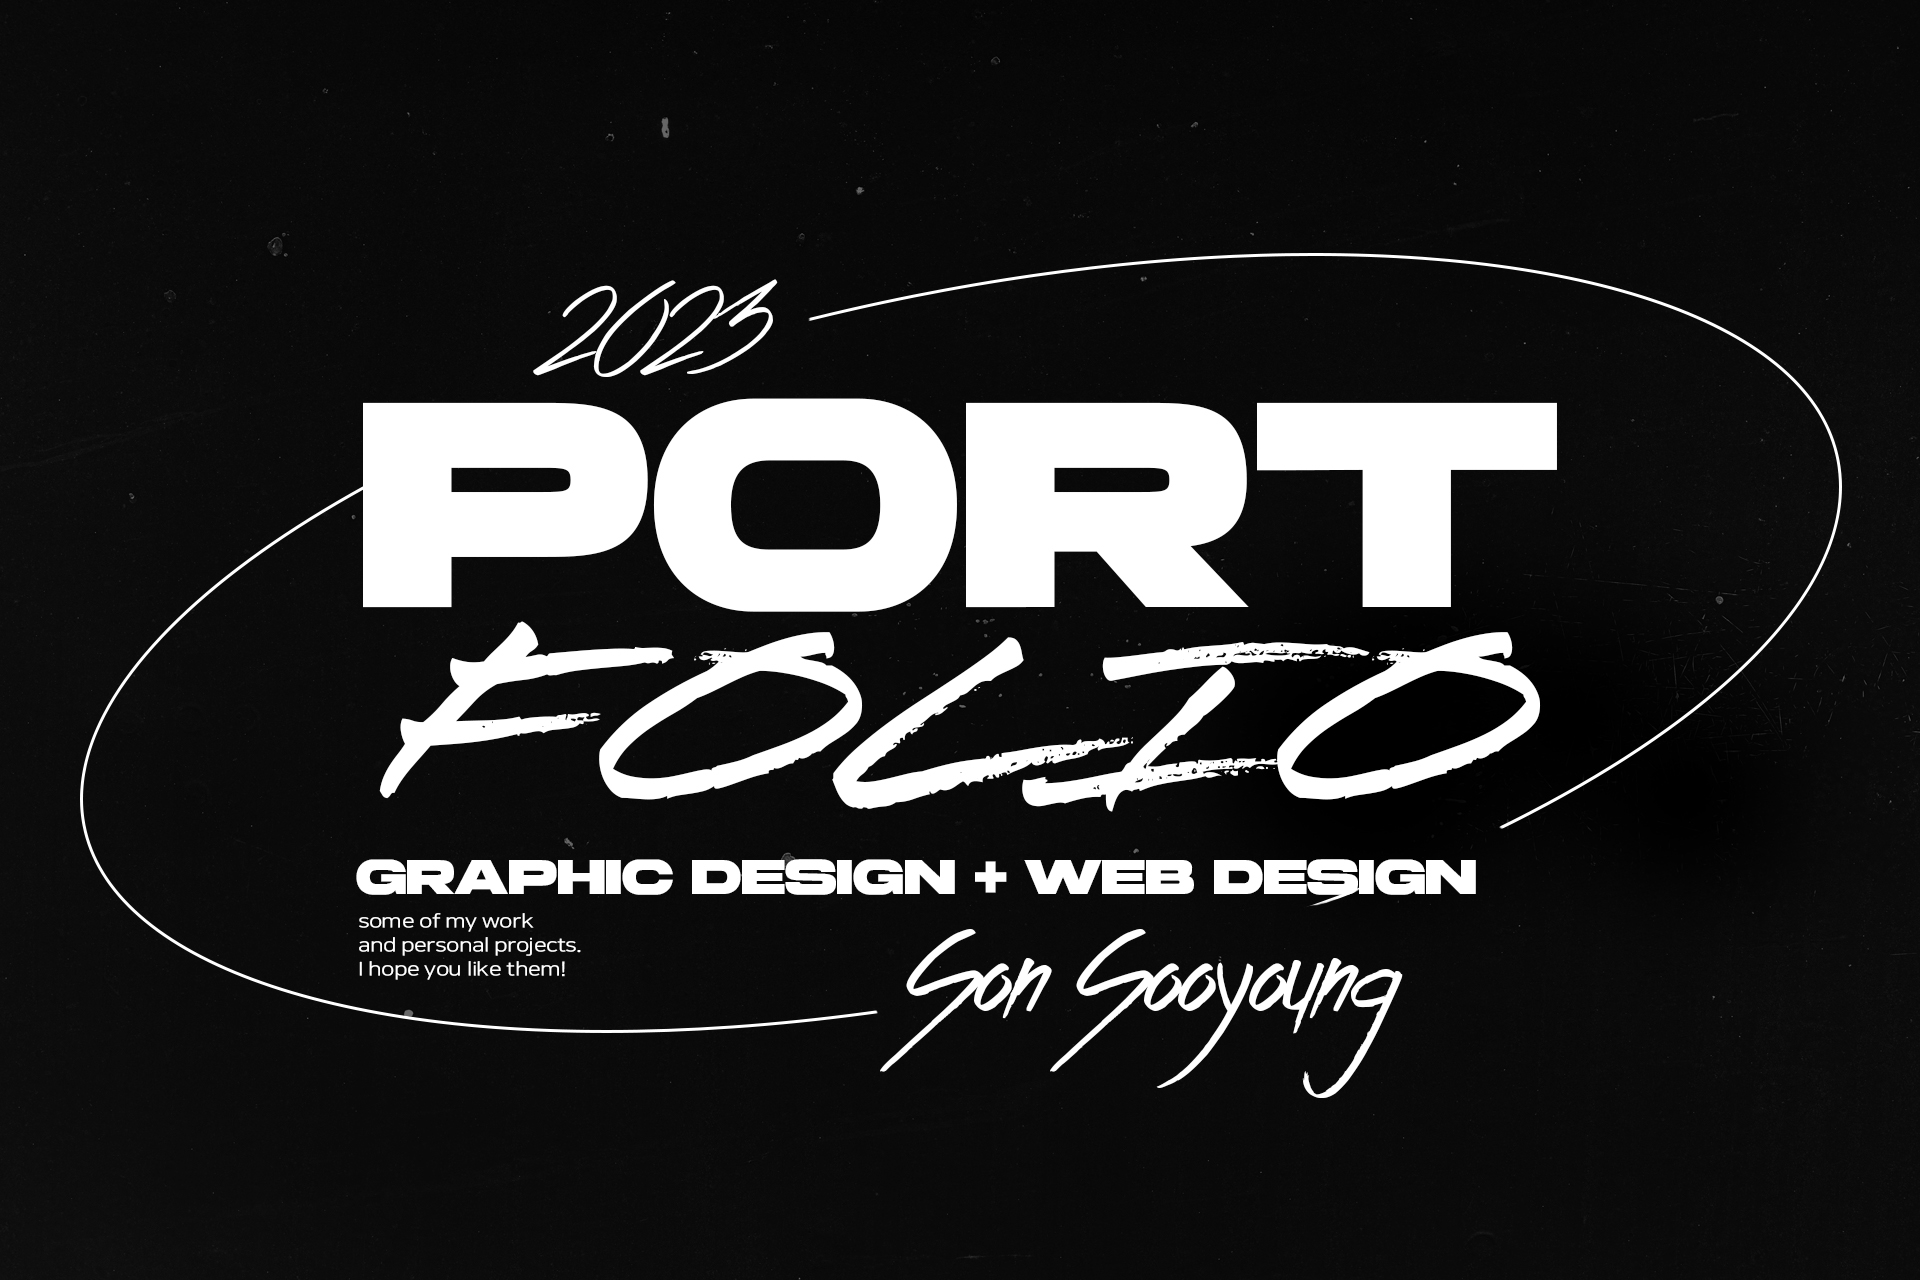 2023
PORT
FOLIO
GRAPHIC DESIGN + WEB DESIGN
some of my work
and personal projects.
I hope you like them!
Son Sooyoung